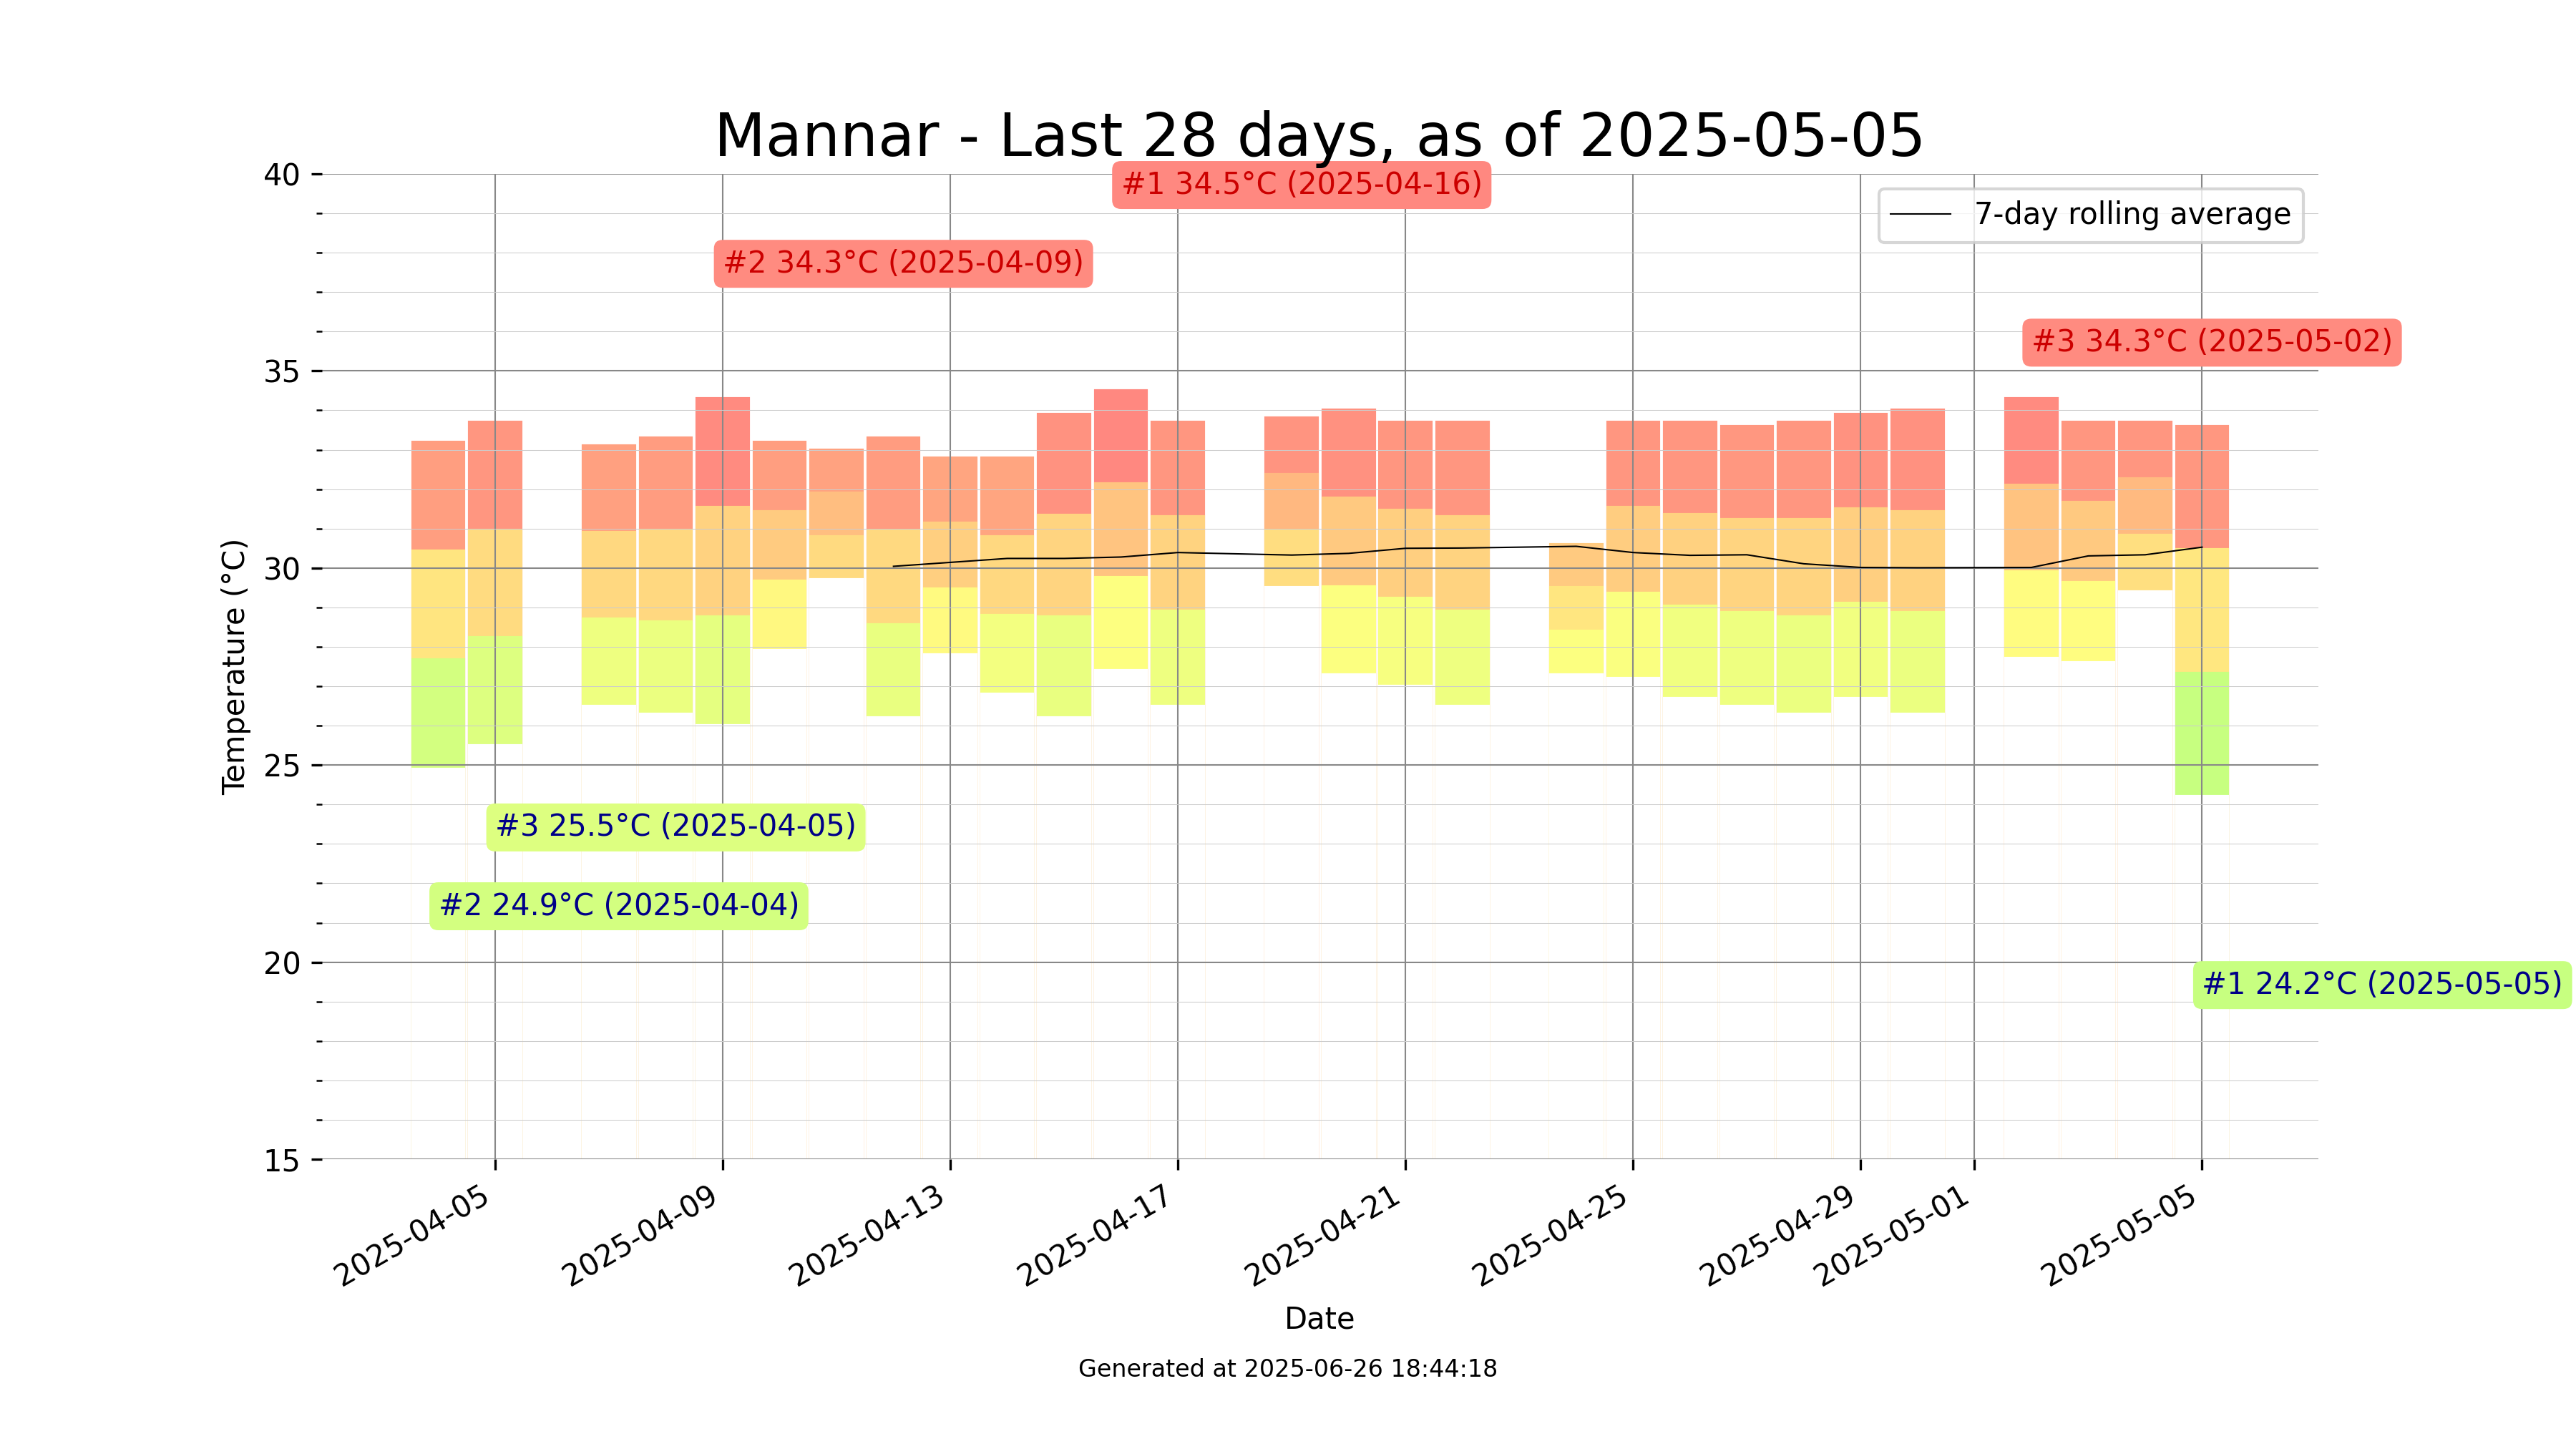 Mannar - Last 28 days, as of 2025-05-05
40
#1 34.5°C (2025-04-16)
7-day rolling average
#2 34.3°C (2025-04-09)
#3 34.3°C (2025-05-02)
35
30
Temperature (°C)
25
#3 25.5°C (2025-04-05)
#2 24.9°C (2025-04-04)
20
#1 24.2°C (2025-05-05)
15
2025-04-05
2025-04-09
2025-04-13
2025-04-17
2025-04-21
2025-04-25
2025-04-29
2025-05-01
2025-05-05
Date
Generated at 2025-06-26 18:44:18